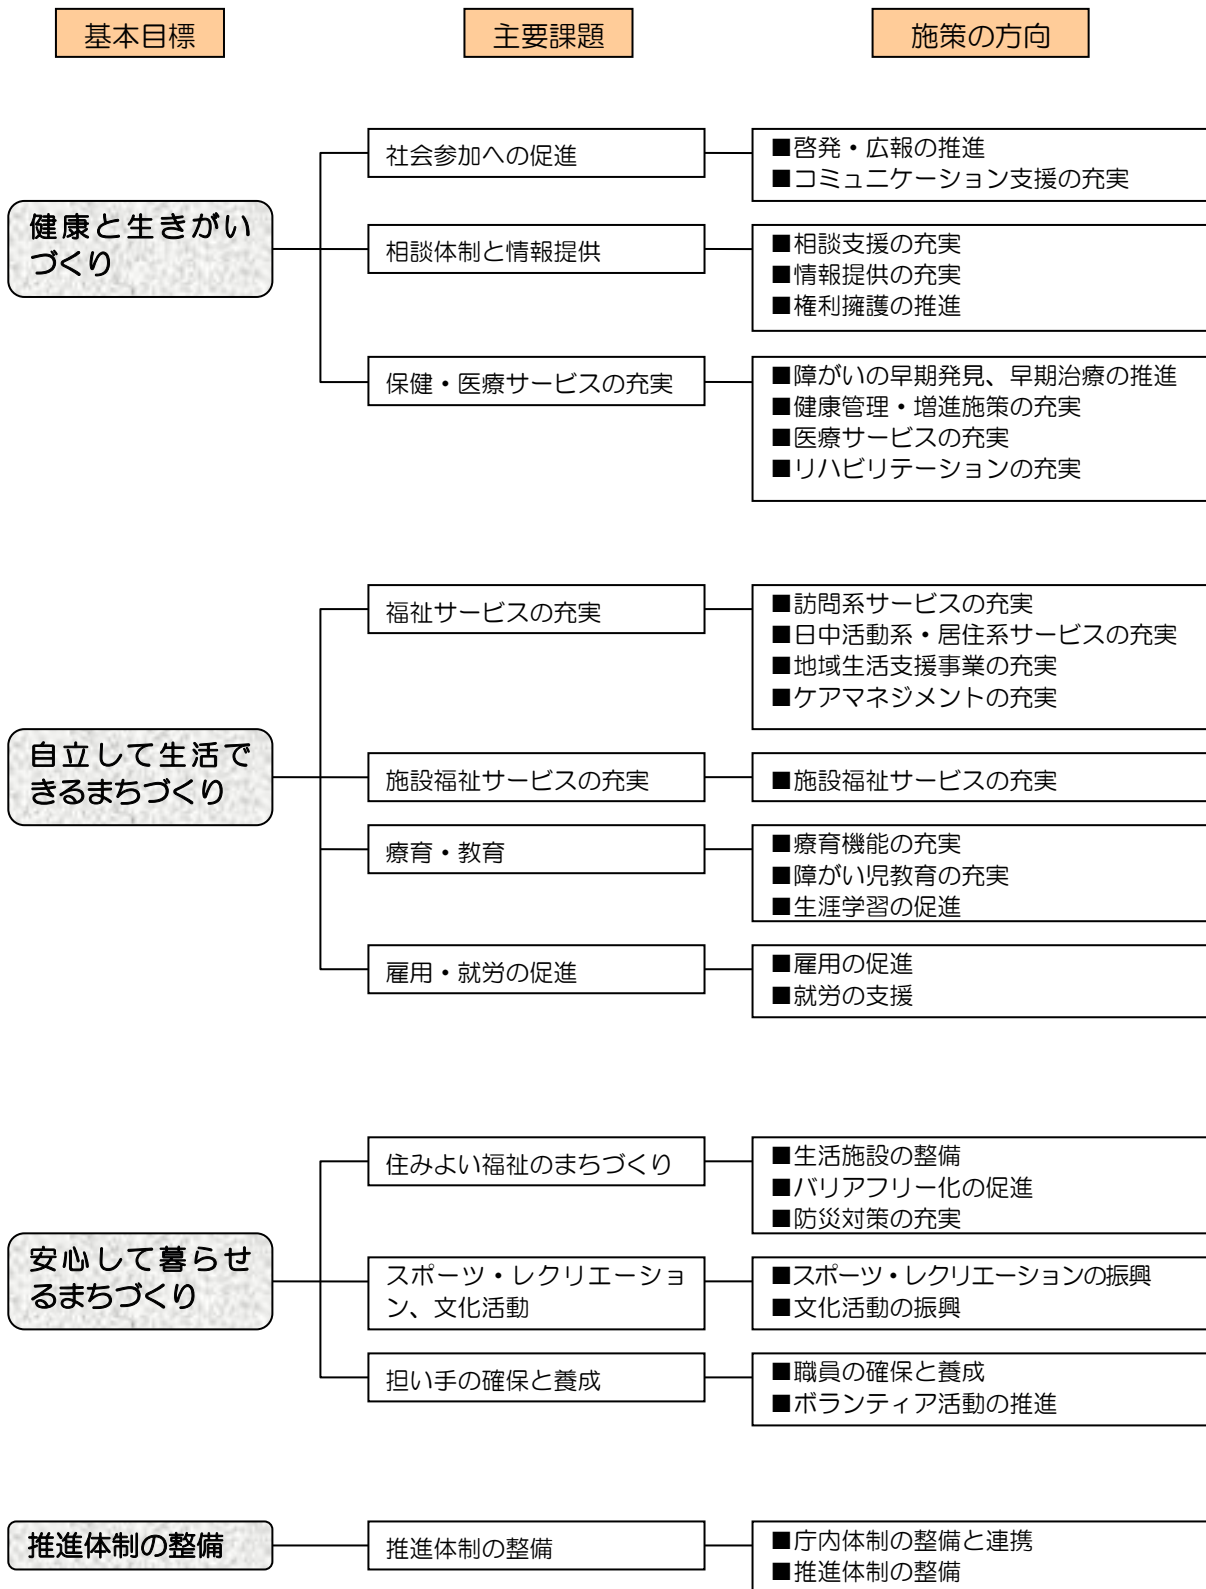 基本目標
主要課題
施策の方向
健康と生きがい
づくり
社会参加への促進
■啓発・広報の推進
■コミュニケーション支援の充実
相談体制と情報提供
■相談支援の充実
■情報提供の充実
■権利擁護の推進
保健・医療サービスの充実
■障がいの早期発見、早期治療の推進
■健康管理・増進施策の充実
■医療サービスの充実
■リハビリテーションの充実
自立して生活で
きるまちづくり
福祉サービスの充実
■訪問系サービスの充実
■日中活動系・居住系サービスの充実
■地域生活支援事業の充実
■ケアマネジメントの充実
施設福祉サービスの充実
■施設福祉サービスの充実
療育・教育
■療育機能の充実
■障がい児教育の充実
■生涯学習の促進
雇用・就労の促進
■雇用の促進
■就労の支援
安心して暮らせ
るまちづくり
住みよい福祉のまちづくり
■生活施設の整備
■バリアフリー化の促進
■防災対策の充実
スポーツ・レクリエーショ
ン、文化活動
■スポーツ・レクリエーションの振興
■文化活動の振興
担い手の確保と養成
■職員の確保と養成
■ボランティア活動の推進
推進体制の整備
推進体制の整備
■庁内体制の整備と連携
■推進体制の整備